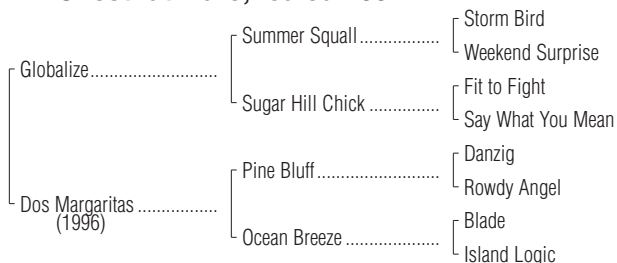 Storm Bird
Summer Squall..................
Weekend Surprise
Globalize............................
Fit to Fight
Sugar Hill Chick ................
Say What You Mean
Danzig
Pine Bluff...........................
Rowdy Angel
Dos Margaritas ..................
(1996)
Blade
Ocean Breeze .....................
Island Logic